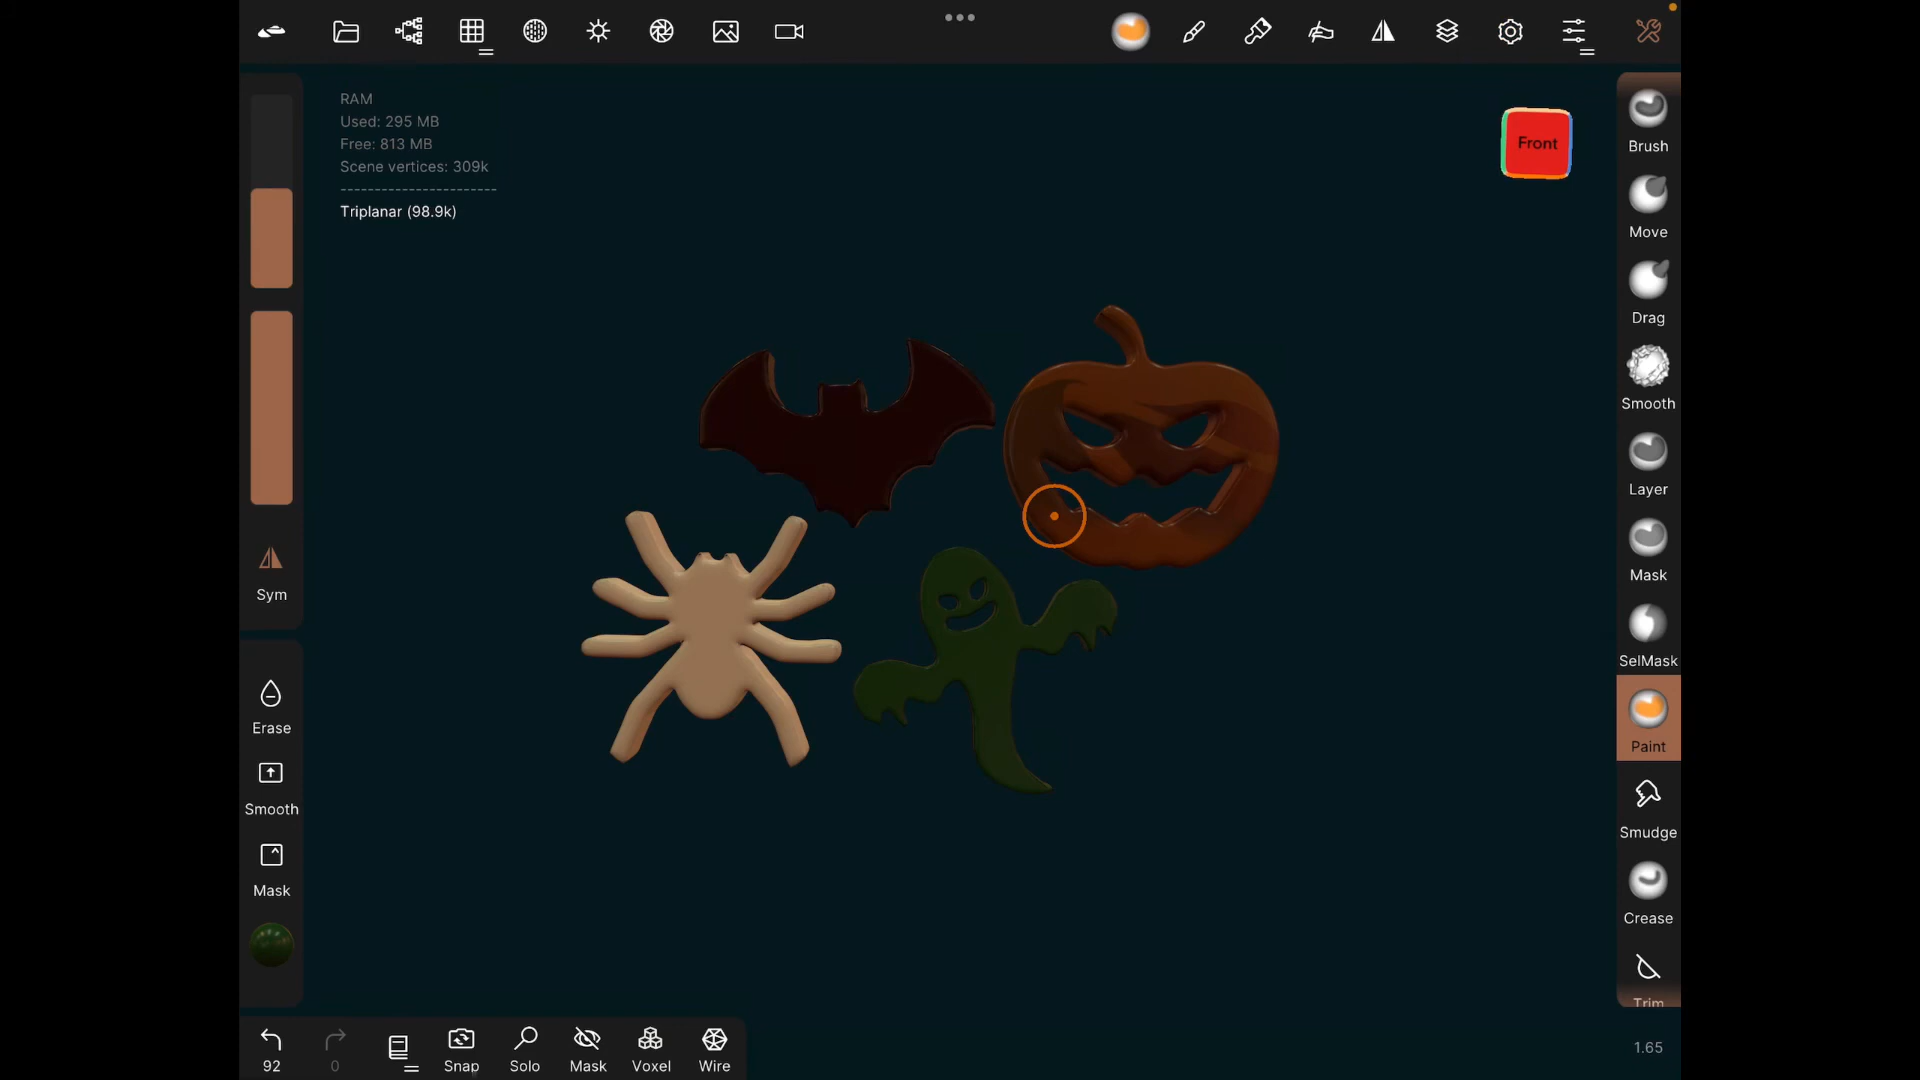 RAM
Used: 295 MB
Free: 813 MB
Scene vertices: 309k
-----------------------
Triplanar (98.9k)
Front
Sym
Erase
Smooth
Mask
Brush
Move
Drag
Smooth
Layer
Mask
SelMask
Paint
Smudge
Crease
Trim
92
0
Snap
Solo
Mask
Voxel
Wire
1.65